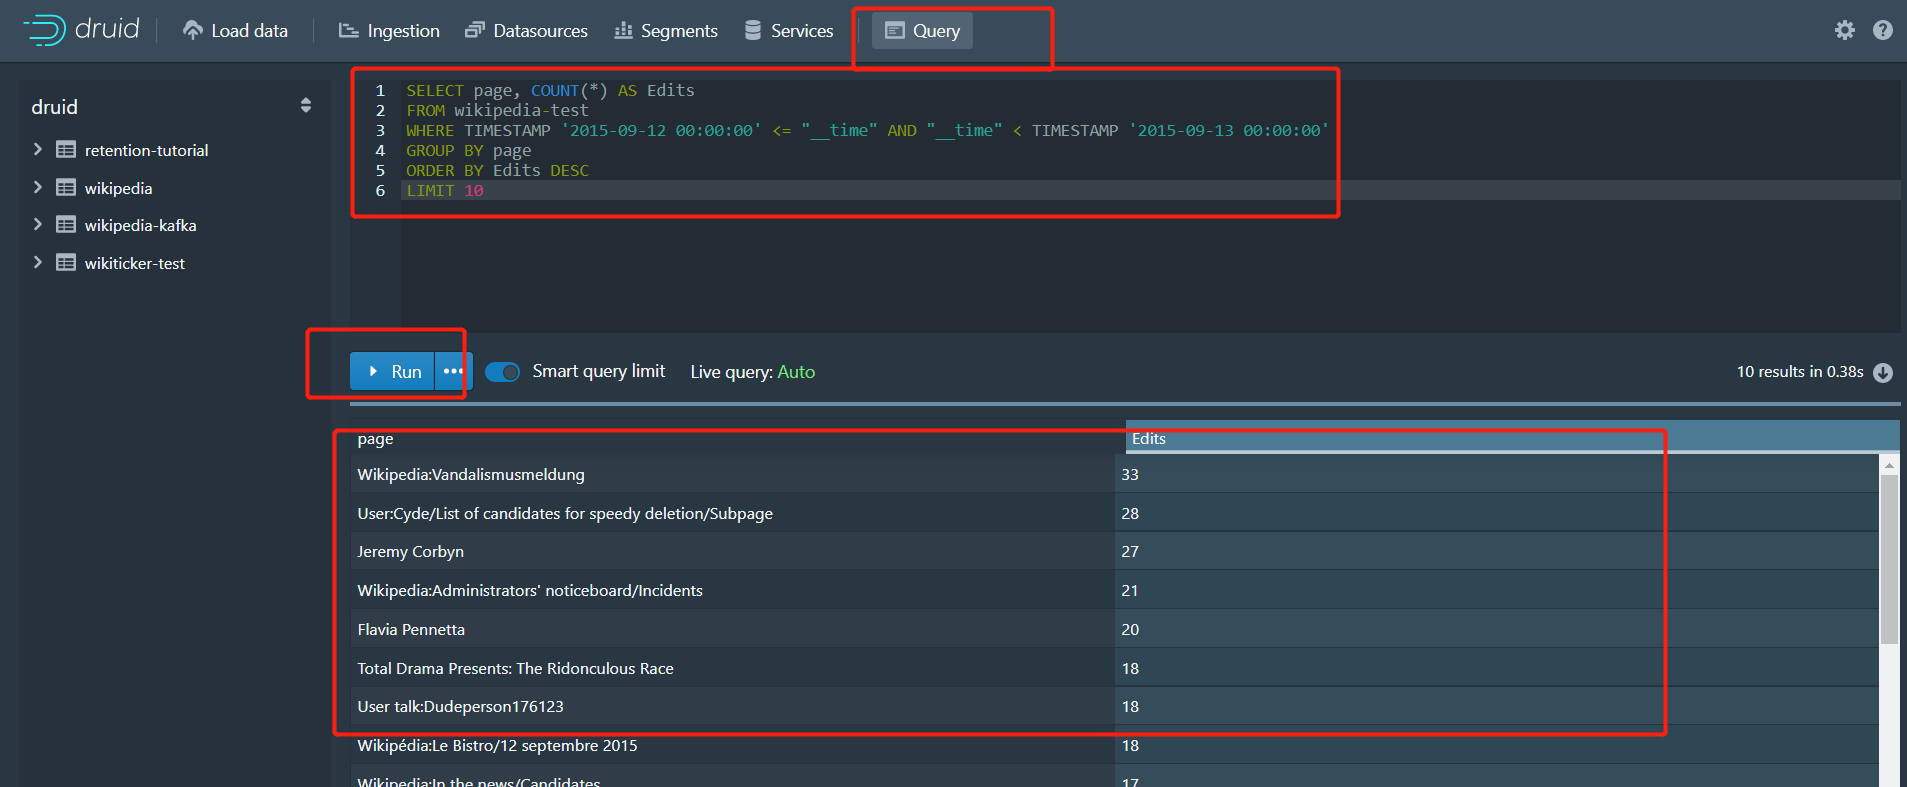 druid Load data Ingestion Datasources Segments Services Query
druid
retention-tutorial
wikipedia
wikipedia-kafka
wikiticker-test
1 SELECT page, COUNT(*) AS Edits
2 FROM wikipedia-test
3 WHERE TIMESTAMP '2015-09-12 00:00:00' <= "__time" AND "__time" < TIMESTAMP '2015-09-13 00:00:00'
4 GROUP BY page
5 ORDER BY Edits DESC
6 LIMIT 10
Run ••• Smart query limit Live query: Auto 10 results in 0.38s
page Edits
Wikipedia:Vandalismusmeldung 33
User:Cyde/List of candidates for speedy deletion/Subpage 28
Jeremy Corbyn 27
Wikipedia:Administrators' noticeboard/Incidents 21
Flavia Pennetta 20
Total Drama Presents: The Ridonculous Race 18
User talk:Dudeperson176123 18
Wikipédia:Le Bistro/12 septembre 2015 18
Wikipedia:In the news/Candidates 17